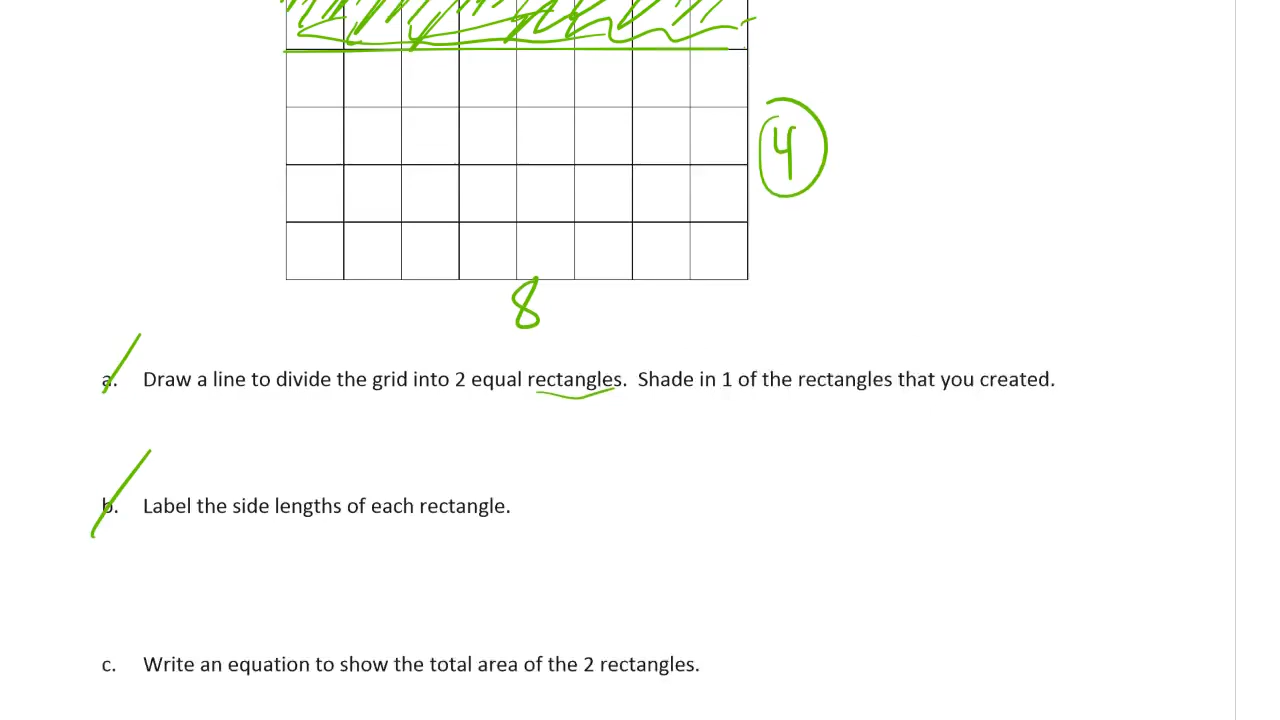 4
8
a. Draw a line to divide the grid into 2 equal rectangles. Shade in 1 of the rectangles that you created.
b. Label the side lengths of each rectangle.
c. Write an equation to show the total area of the 2 rectangles.